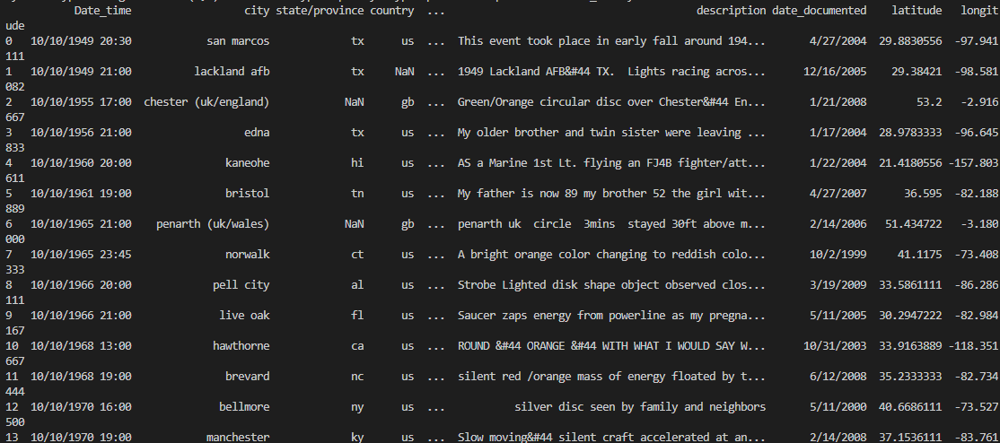 Date_time city state/province country ... description date_documented latitude longit
ude
0 10/10/1949 20:30 san marcos tx us ... This event took place in early fall around 194... 4/27/2004 29.8830556 -97.941
111
1 10/10/1949 21:00 lackland afb tx NaN ... 1949 Lackland AFB&#44 TX.  Lights racing acros... 12/16/2005 29.38421 -98.581
082
2 10/10/1955 17:00 chester (uk/england) NaN gb ... Green/Orange circular disc over Chester&#44 En... 1/21/2008 53.2 -2.916
667
3 10/10/1956 21:00 edna tx us ... My older brother and twin sister were leaving ... 1/17/2004 28.9783333 -96.645
833
4 10/10/1960 20:00 kaneohe hi us ... AS a Marine 1st Lt. flying an FJ4B fighter/att... 1/22/2004 21.4180556 -157.803
611
5 10/10/1961 19:00 bristol tn us ... My father is now 89 my brother 52 the girl wit... 4/27/2007 36.595 -82.188
889
6 10/10/1965 21:00 penarth (uk/wales) NaN gb ... penarth uk  circle  3mins  stayed 30ft above m... 2/14/2006 51.434722 -3.180
000
7 10/10/1965 23:45 norwalk ct us ... A bright orange color changing to reddish colo... 10/2/1999 41.1175 -73.408
333
8 10/10/1966 20:00 pell city al us ... Strobe Lighted disk shape object observed clos... 3/19/2009 33.5861111 -86.286
111
9 10/10/1966 21:00 live oak fl us ... Saucer zaps energy from powerline as my pregna... 5/11/2005 30.2947222 -82.984
167
10 10/10/1968 13:00 hawthorne ca us ... ROUND &#44 ORANGE &#44 WITH WHAT I WOULD SAY W... 10/31/2003 33.9163889 -118.351
667
11 10/10/1968 19:00 brevard nc us ... silent red /orange mass of energy floated by t... 6/12/2008 35.2333333 -82.734
444
12 10/10/1970 16:00 bellmore ny us ... silver disc seen by family and neighbors 5/11/2000 40.6686111 -73.527
500
13 10/10/1970 19:00 manchester ky us ... Slow moving&#44 silent craft accelerated at an... 2/14/2008 37.1536111 -83.761